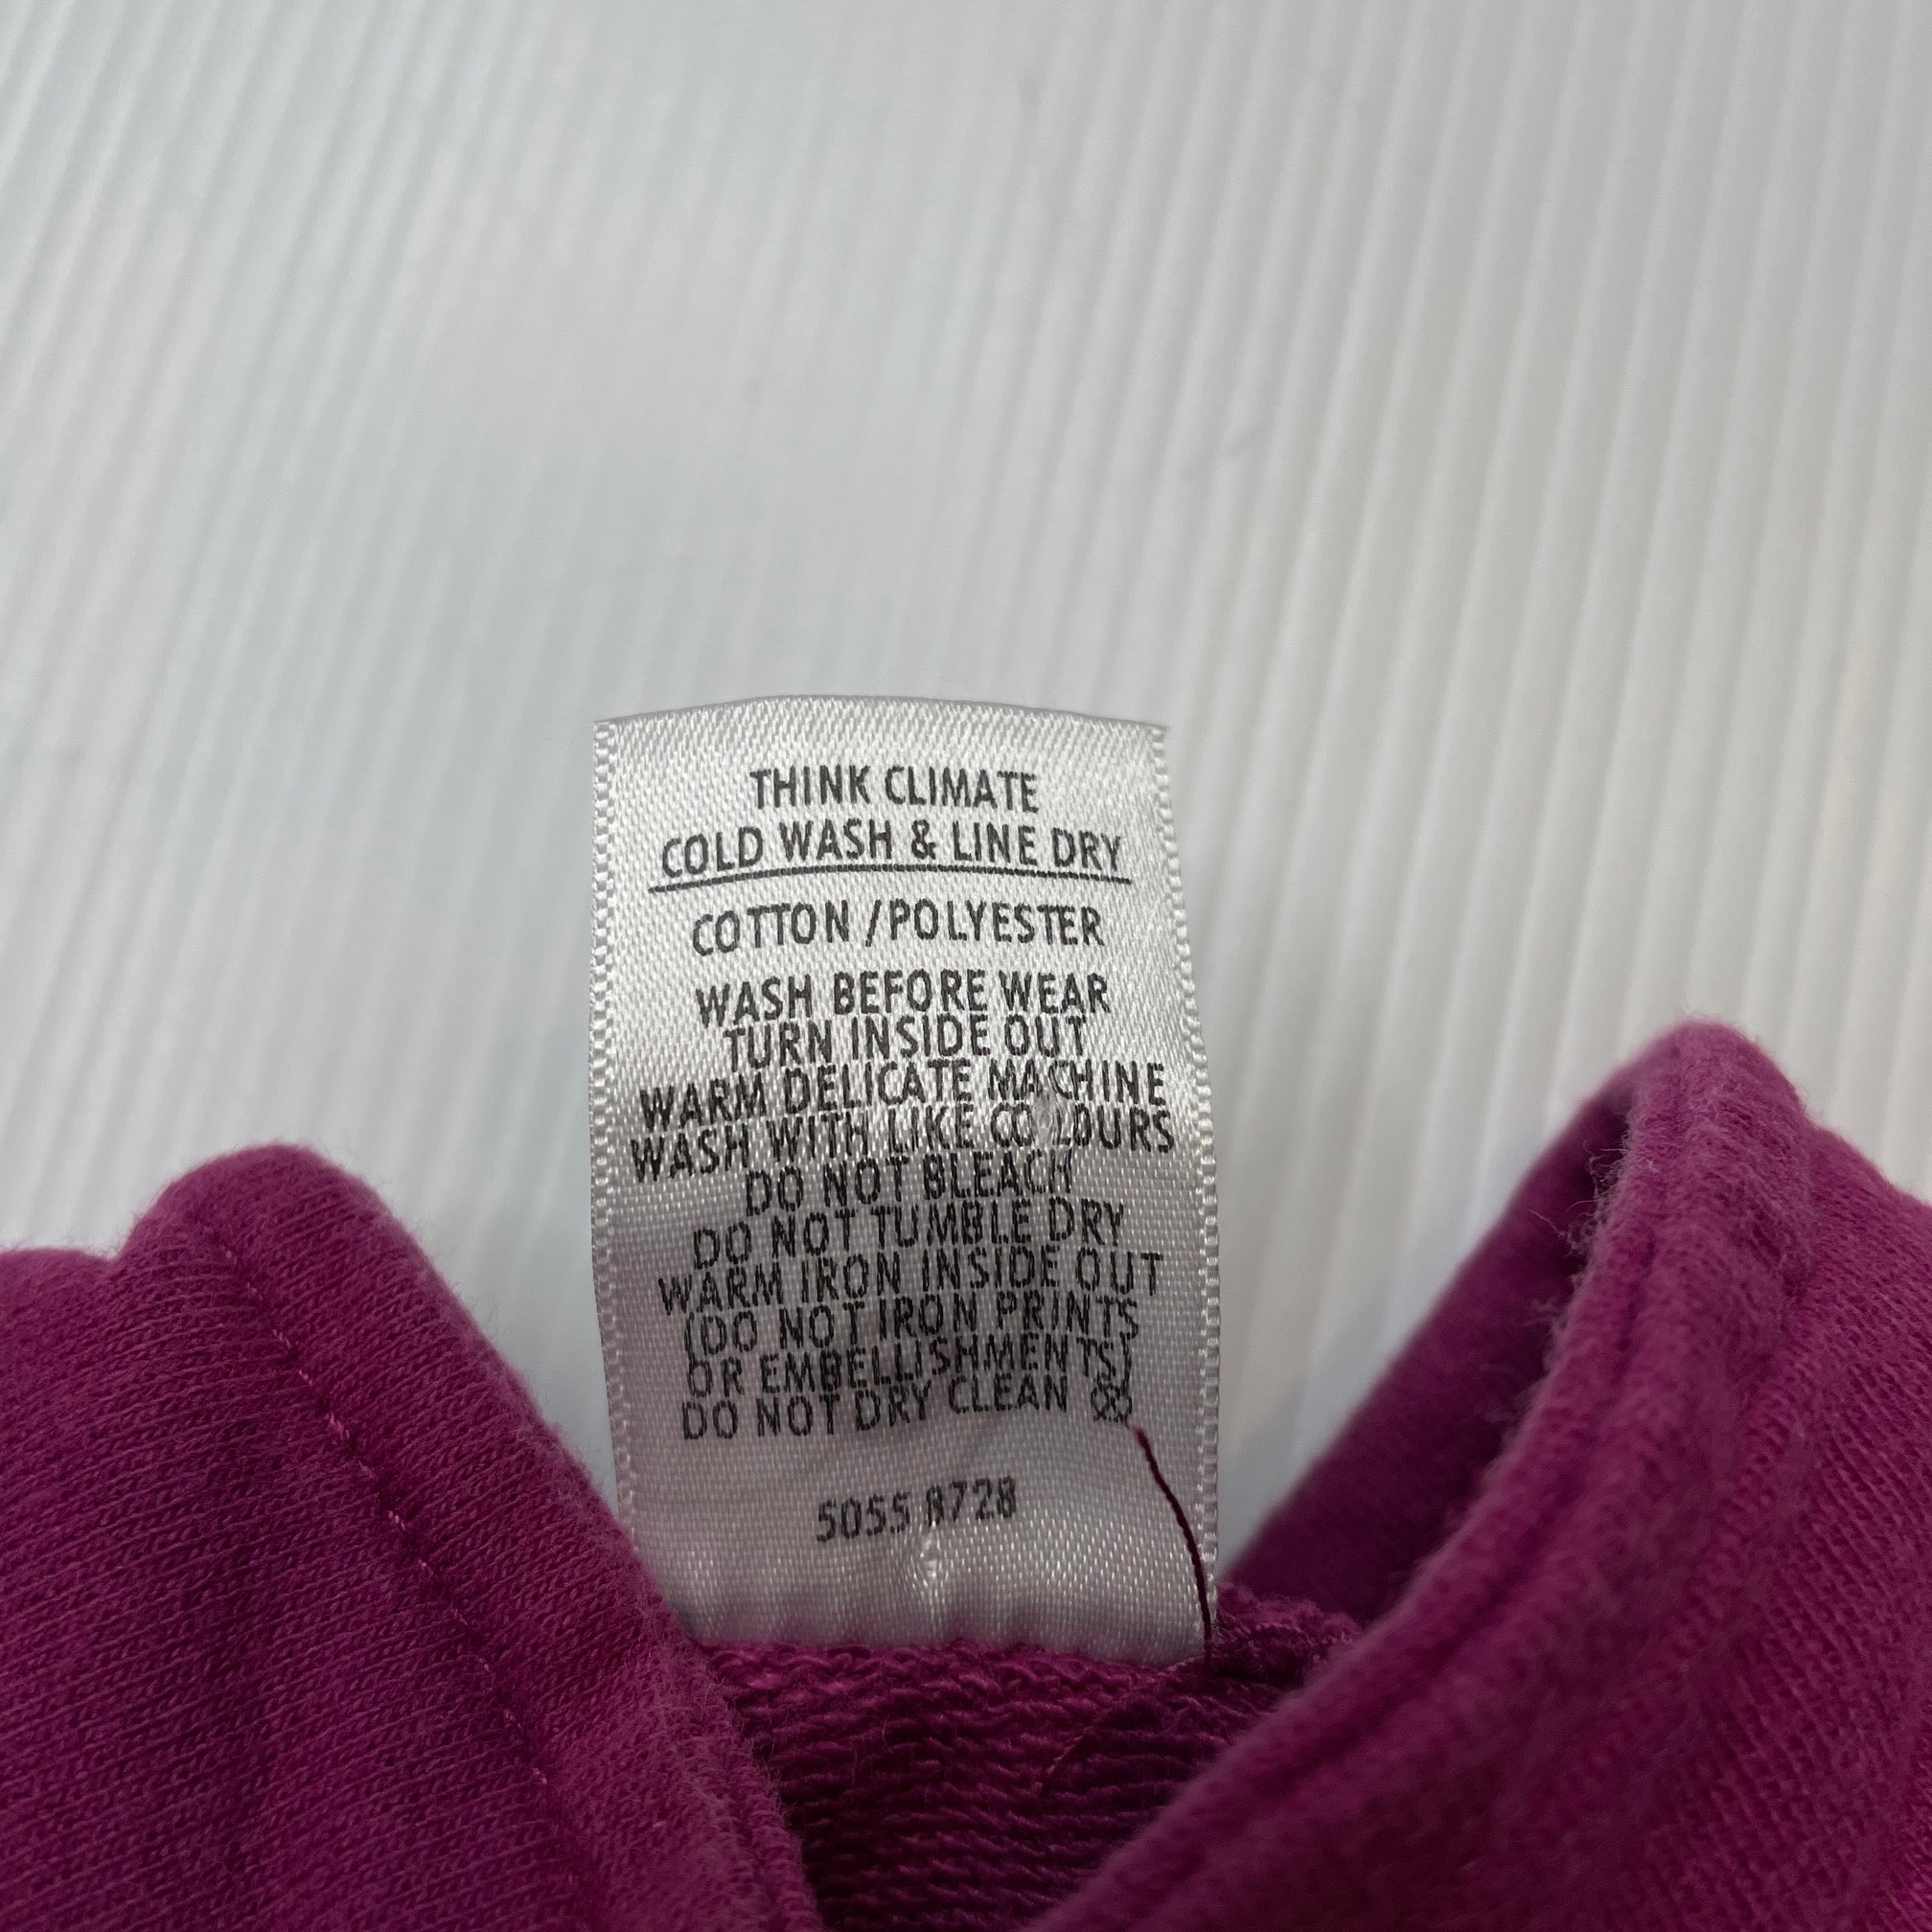 THINK CLIMATE
COLD WASH & LINE DRY
COTTON /POLYESTER
WASH BEFORE WEAR
TURN INSIDE OUT
WARM DELICATE MACHINE
WASH WITH LIKE COLOURS
DO NOT BLEACH
DO NOT TUMBLE DRY
WARM IRON INSIDE OUT
(DO NOT IRON PRINTS
OR EMBELLISHMENTS)
DO NOT DRY CLEAN
5055 8728